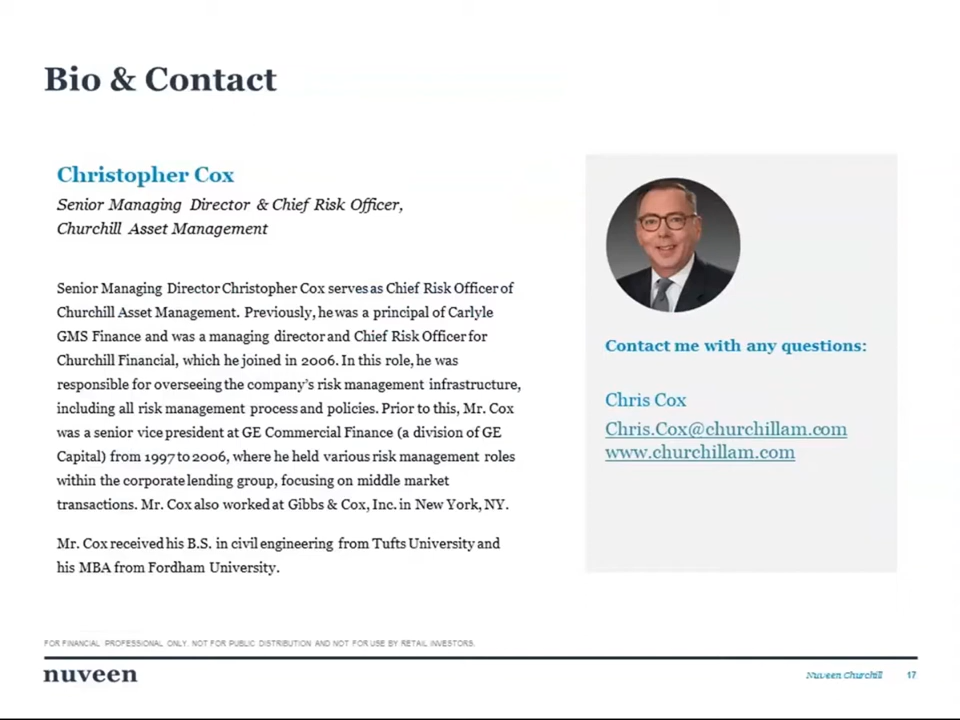 Bio & Contact
Christopher Cox
Senior Managing Director & Chief Risk Officer,
Churchill Asset Management
Senior Managing Director Christopher Cox serves as Chief Risk Officer of
Churchill Asset Management. Previously, he was a principal of Carlyle
GMS Finance and was a managing director and Chief Risk Officer for
Churchill Financial, which he joined in 2006. In this role, he was
responsible for overseeing the company's risk management infrastructure,
including all risk management process and policies. Prior to this, Mr. Cox
was a senior vice president at GE Commercial Finance (a division of GE
Capital) from 1997 to 2006, where he held various risk management roles
within the corporate lending group, focusing on middle market
transactions. Mr. Cox also worked at Gibbs & Cox, Inc. in New York, NY.
Mr. Cox received his B.S. in civil engineering from Tufts University and
his MBA from Fordham University.
Contact me with any questions:
Chris Cox
Chris.Cox@churchillam.com
www.churchillam.com
FOR FINANCIAL PROFESSIONAL ONLY. NOT FOR PUBLIC DISTRIBUTION AND NOT FOR USE BY RETAIL INVESTORS.
nuveen
Nuveen Churchill 17